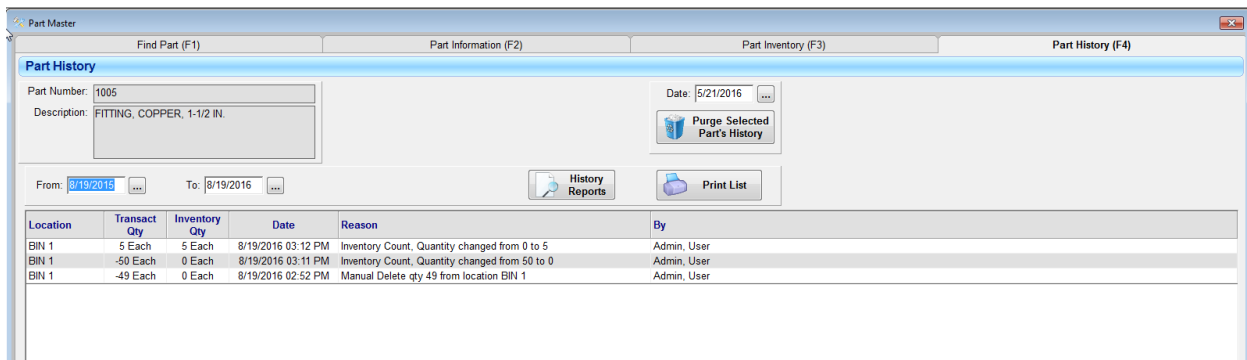 Part Master
Find Part (F1) Part Information (F2) Part Inventory (F3) Part History (F4)
Part History
Part Number: 1005
Description: FITTING, COPPER, 1-1/2 IN.
Date: 5/21/2016 ...
Purge Selected
Part's History
From: 8/19/2015 ... To: 8/19/2016 ...
History
Reports
Print List
Location Transact Qty Inventory Qty Date Reason By
BIN 1 5 Each 5 Each 8/19/2016 03:12 PM Inventory Count, Quantity changed from 0 to 5 Admin, User
BIN 1 -50 Each 0 Each 8/19/2016 03:11 PM Inventory Count, Quantity changed from 50 to 0 Admin, User
BIN 1 -49 Each 0 Each 8/19/2016 02:52 PM Manual Delete qty 49 from location BIN 1 Admin, User